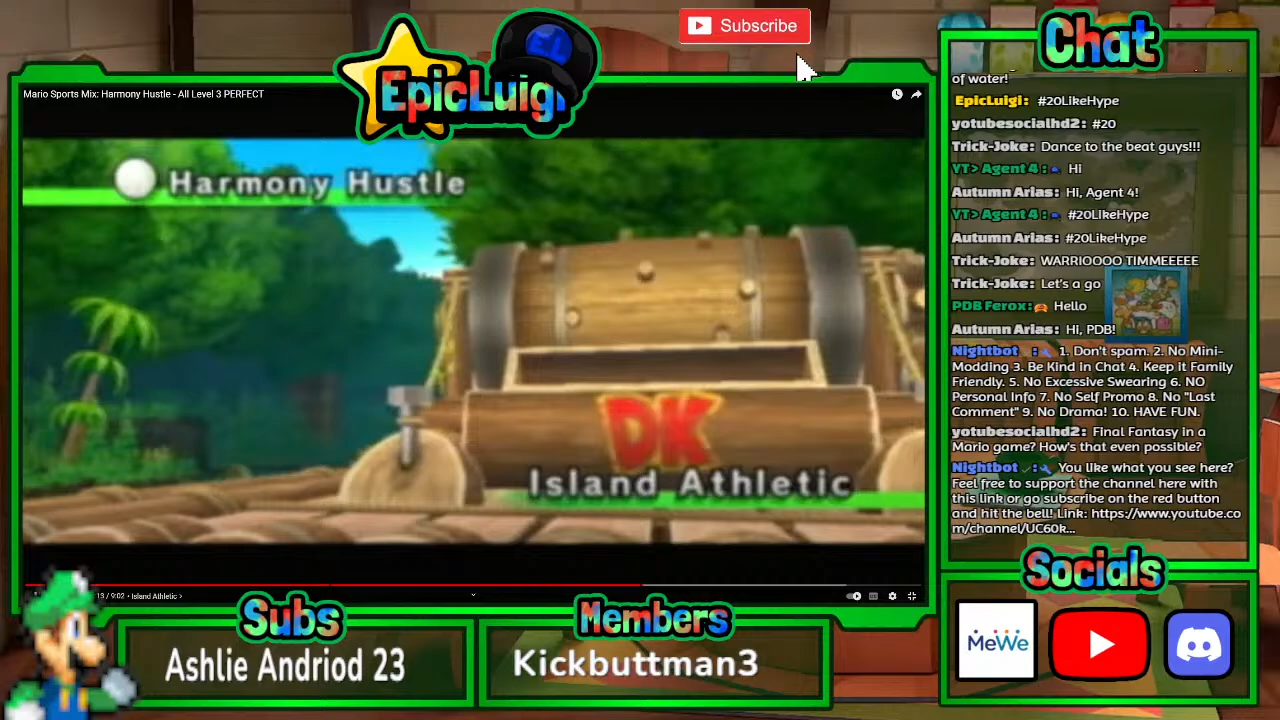 Subscribe
Chat
EpicLuigi
Mario Sports Mix: Harmony Hustle - All Level 3 PERFECT
Harmony Hustle
DK
Island Athletic
13 / 9:02 • Island Athletic >
of water!
EpicLuigi: #20LikeHype
yotubesocialhd2: #20
Trick-Joke: Dance to the beat guys!!!
YT> Agent 4 : Hi
Autumn Arias: Hi, Agent 4!
YT> Agent 4 : #20LikeHype
Autumn Arias: #20LikeHype
Trick-Joke: WARRIOOOO TIMMEEEEE
Trick-Joke: Let's a go
PDB Ferox: Hello
Autumn Arias: Hi, PDB!
Nightbot : 1. Don't spam. 2. No Mini-
Modding 3. Be Kind in Chat 4. Keep it Family
Friendly. 5. No Excessive Swearing 6. NO
Personal Info 7. No Self Promo 8. No "Last
Comment" 9. No Drama! 10. HAVE FUN.
yotubesocialhd2: Final Fantasy in a
Mario game? How's that even possible?
Nightbot : You like what you see here?
Feel free to support the channel here with
this link or go subscribe on the red button
and hit the bell! Link: https://www.youtube.co
m/channel/UC60k...
Socials
MeWe
Subs
Ashlie Andriod 23
Members
Kickbuttman3